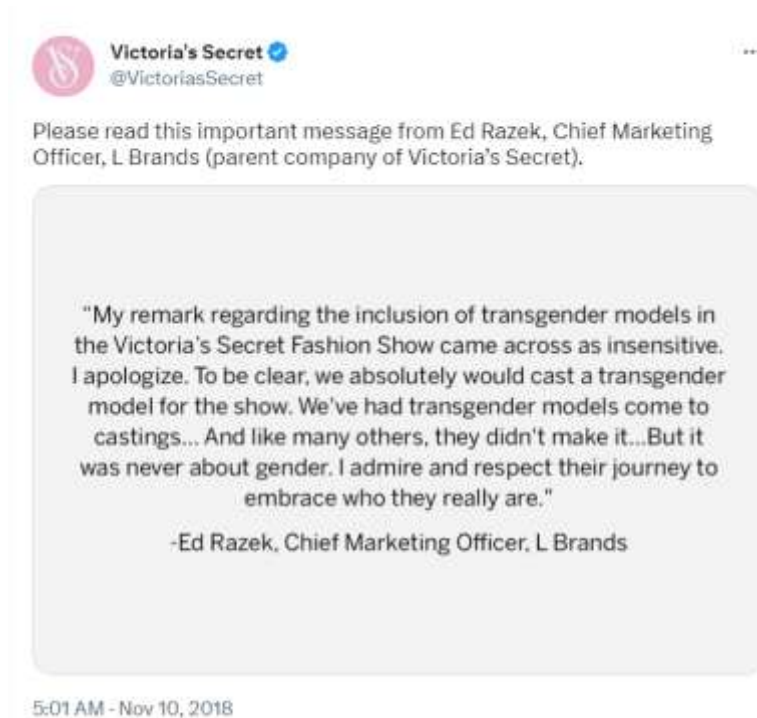 Victoria's Secret
@VictoriasSecret
Please read this important message from Ed Razek, Chief Marketing
Officer, L Brands (parent company of Victoria's Secret).
"My remark regarding the inclusion of transgender models in
the Victoria's Secret Fashion Show came across as insensitive.
I apologize. To be clear, we absolutely would cast a transgender
model for the show. We've had transgender models come to
castings... And like many others, they didn't make it...But it
was never about gender. I admire and respect their journey to
embrace who they really are."
-Ed Razek, Chief Marketing Officer, L Brands
5:01 AM - Nov 10, 2018